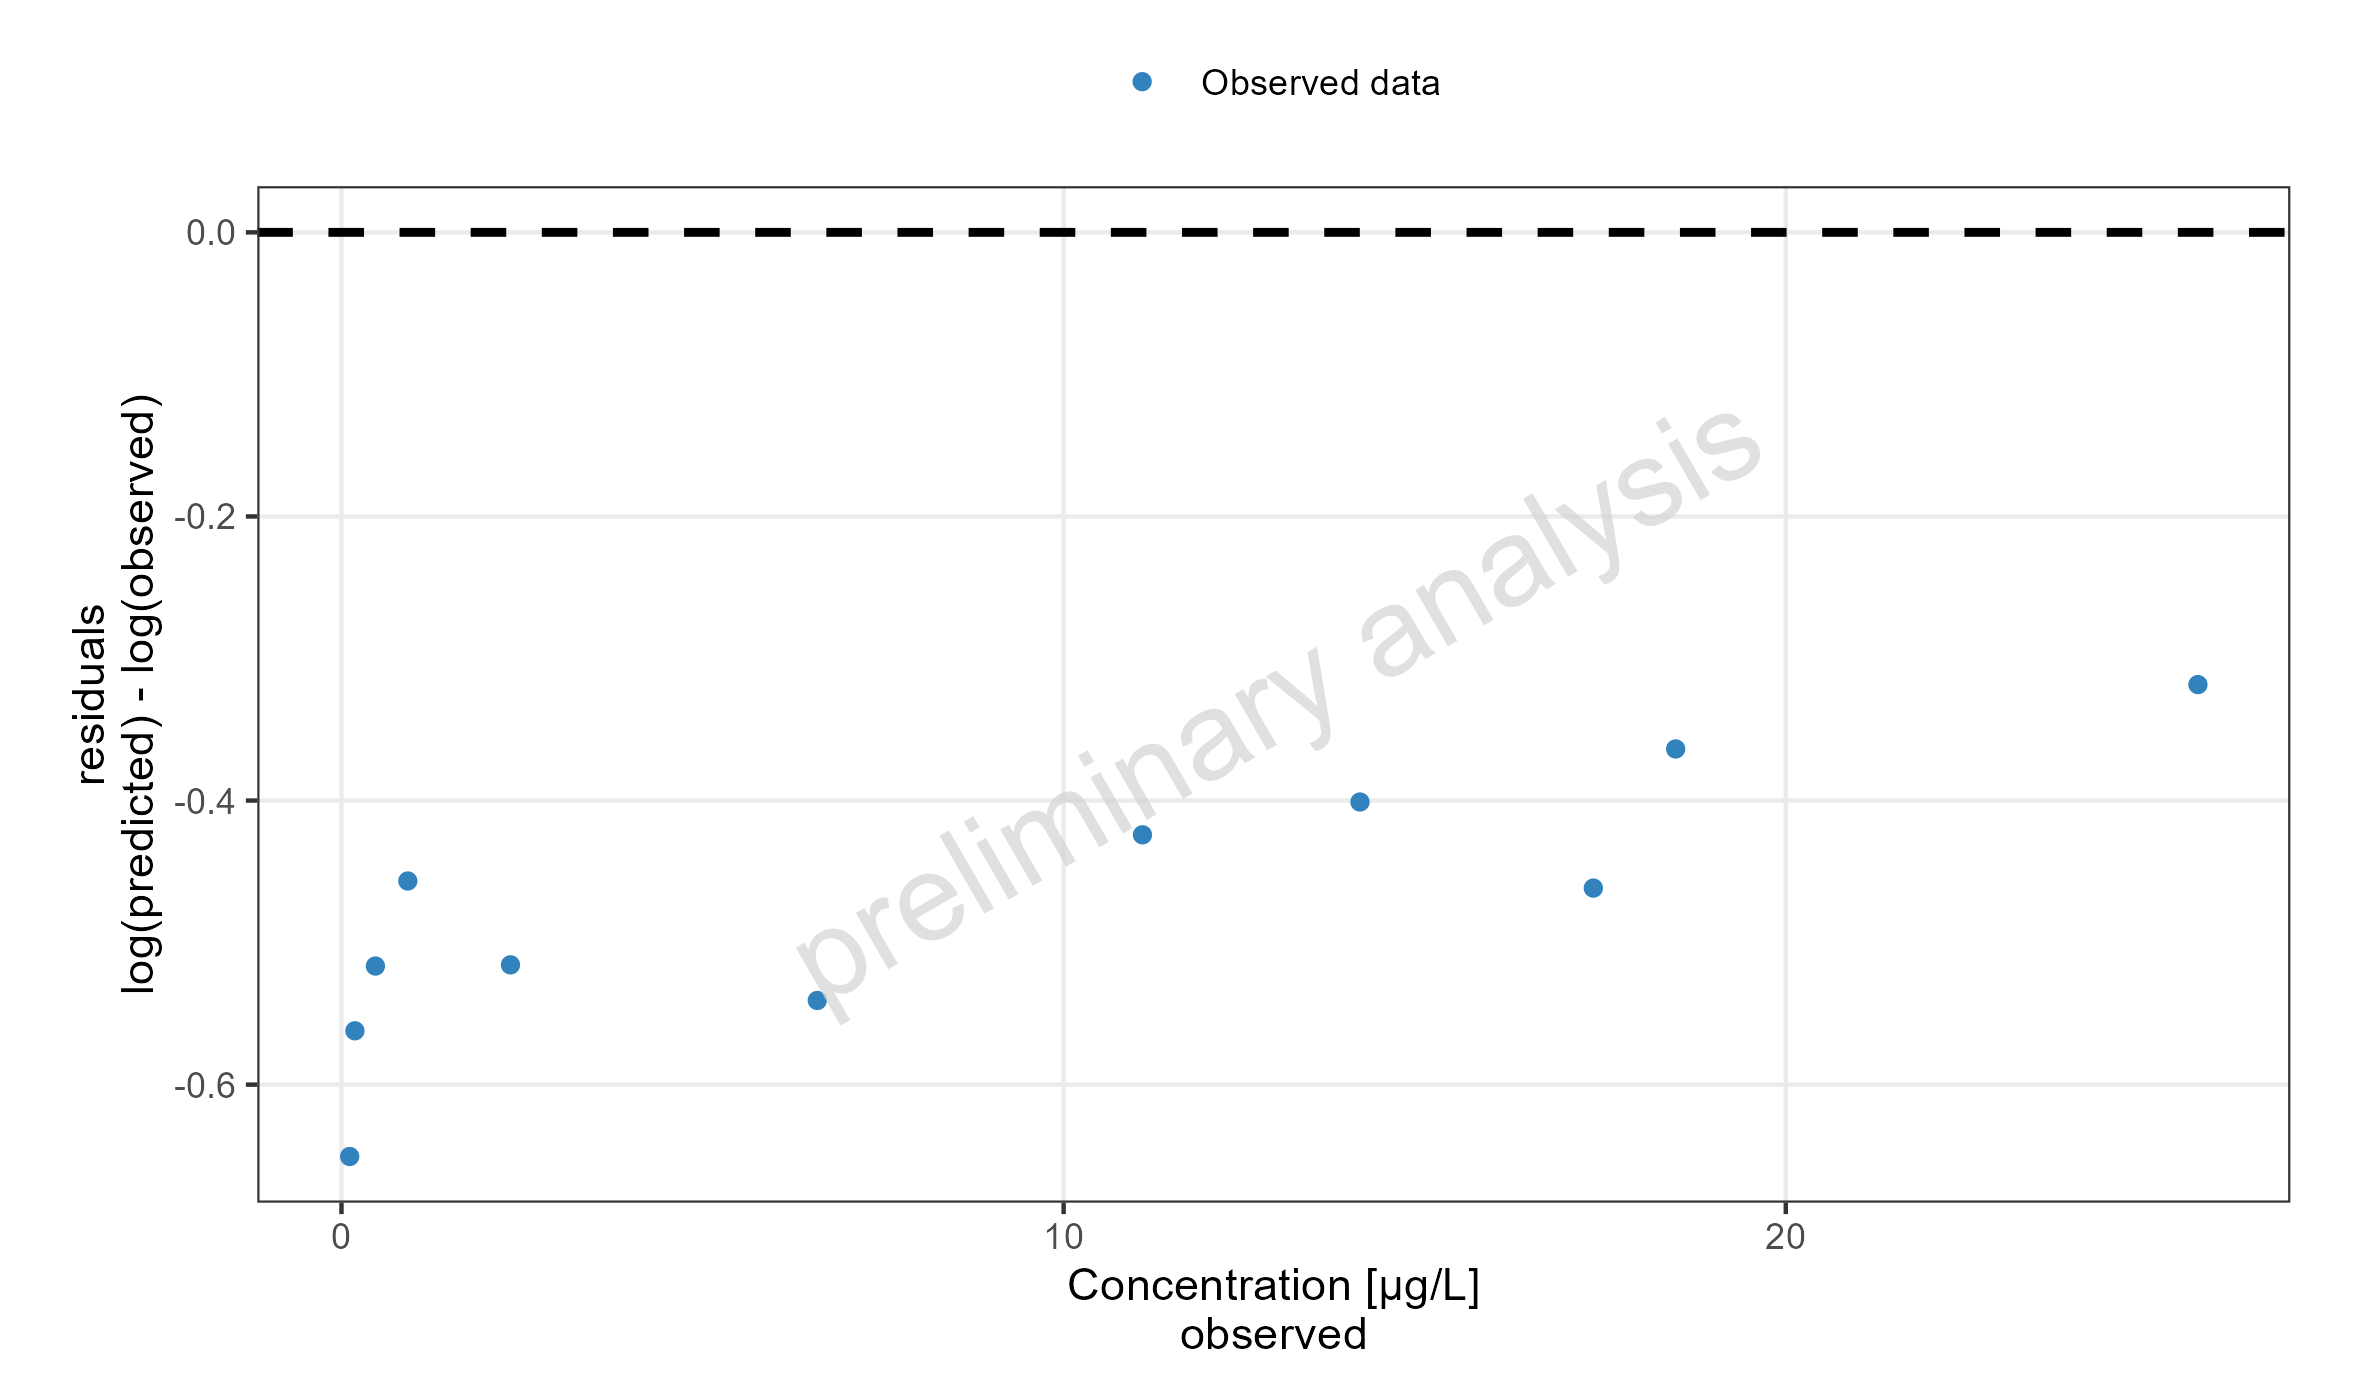 Observed data
0.0
-0.2
-0.4
-0.6
residuals
log(predicted) - log(observed)
preliminary analysis
0
10
20
Concentration [µg/L]
observed